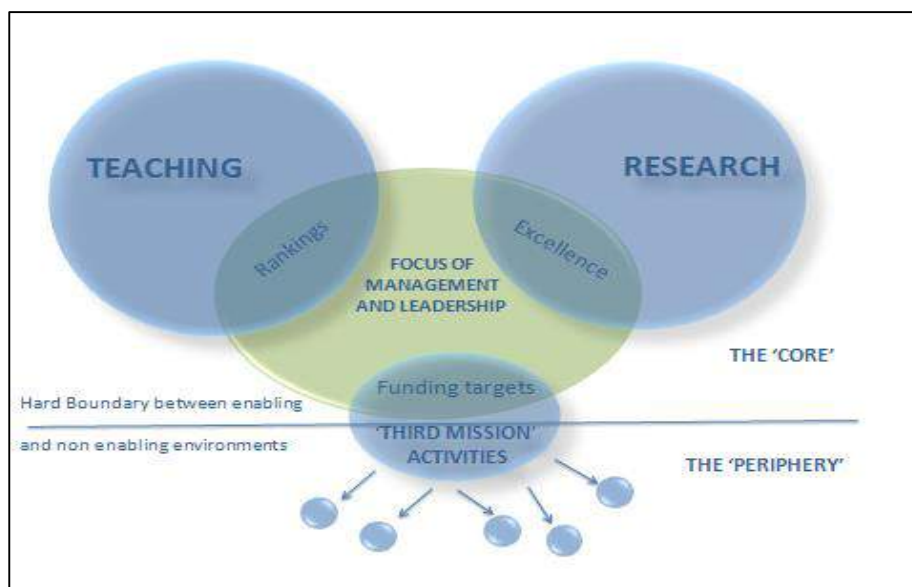 TEACHING
RESEARCH
Rankings
Excellence
FOCUS OF
MANAGEMENT
AND LEADERSHIP
THE ‘CORE’
Funding targets
Hard Boundary between enabling
and non enabling environments
‘THIRD MISSION’
ACTIVITIES
THE ‘PERIPHERY’